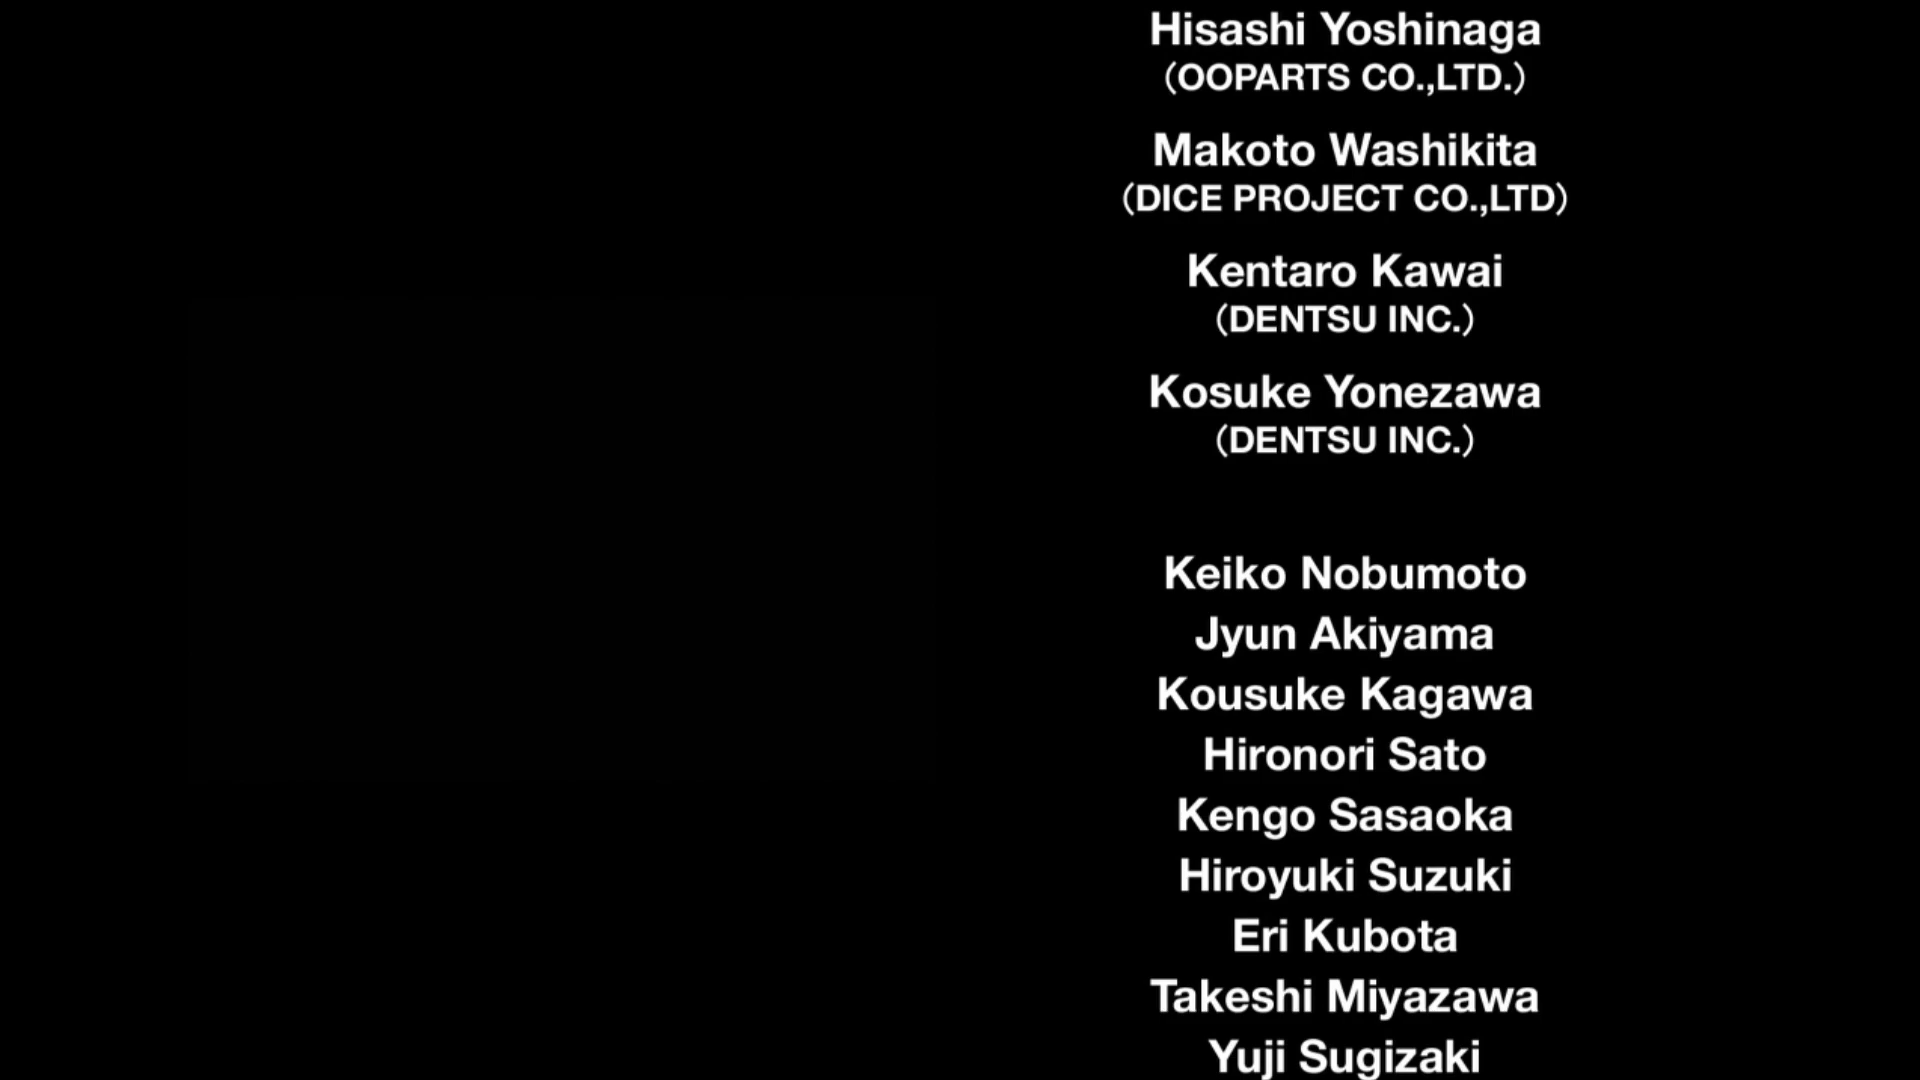 Hisashi Yoshinaga
（OOPARTS CO.,LTD.）
Makoto Washikita
（DICE PROJECT CO.,LTD）
Kentaro Kawai
（DENTSU INC.）
Kosuke Yonezawa
（DENTSU INC.）
Keiko Nobumoto
Jyun Akiyama
Kousuke Kagawa
Hironori Sato
Kengo Sasaoka
Hiroyuki Suzuki
Eri Kubota
Takeshi Miyazawa
Yuji Sugizaki